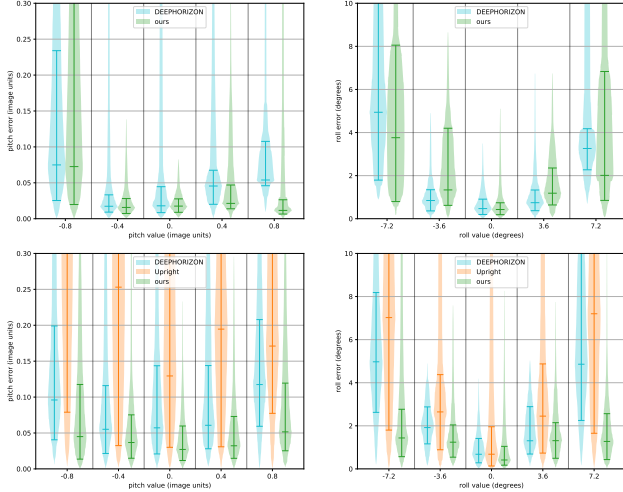 DEEPHORIZON
ours
pitch error (image units)
0.30
0.25
0.20
0.15
0.10
0.05
0.00
-0.8 -0.4 0. 0.4 0.8
pitch value (image units)
DEEPHORIZON
ours
roll error (degrees)
10
8
6
4
2
0
-7.2 -3.6 0. 3.6 7.2
roll value (degrees)
DEEPHORIZON
Upright
ours
pitch error (image units)
0.30
0.25
0.20
0.15
0.10
0.05
0.00
-0.8 -0.4 0. 0.4 0.8
pitch value (image units)
DEEPHORIZON
Upright
ours
roll error (degrees)
10
8
6
4
2
0
-7.2 -3.6 0. 3.6 7.2
roll value (degrees)